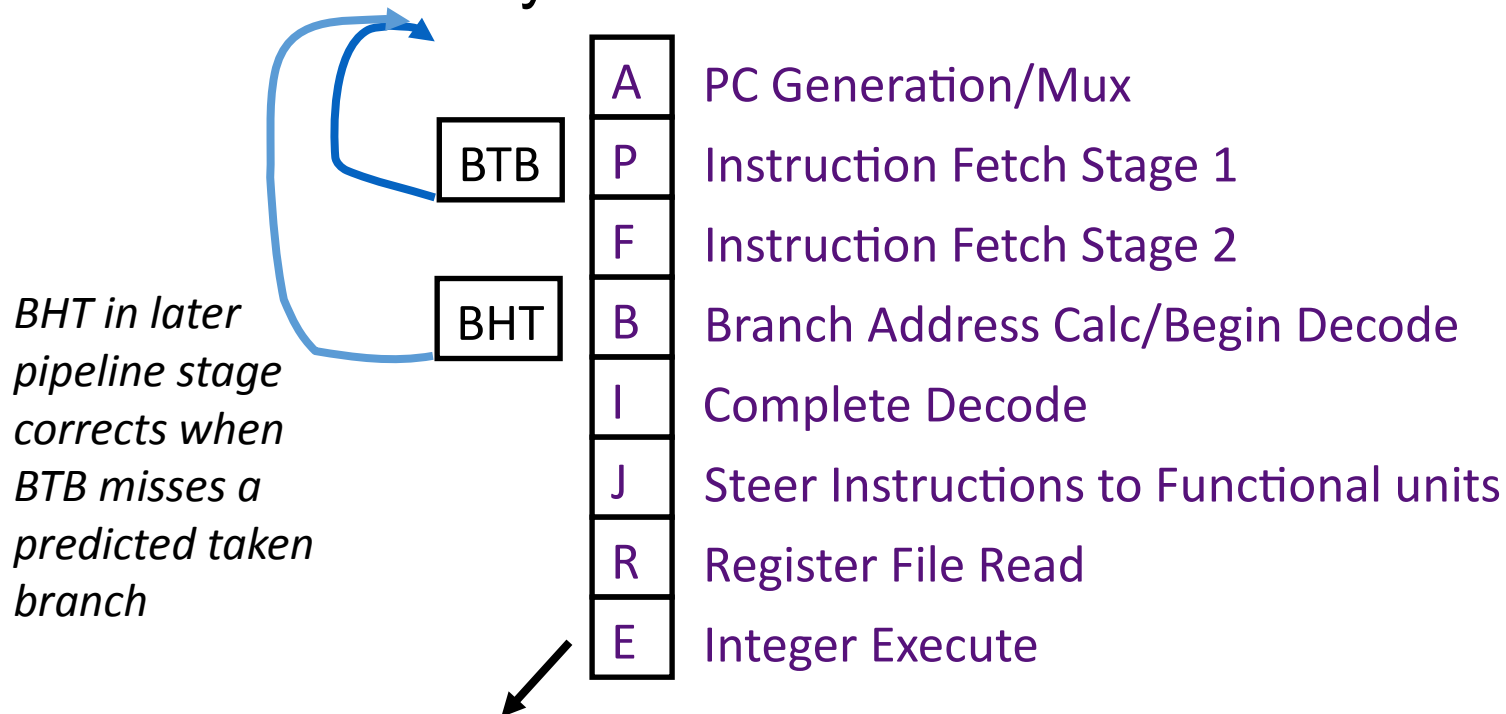 A PC Generation/Mux
BTB P Instruction Fetch Stage 1
F Instruction Fetch Stage 2
BHT B Branch Address Calc/Begin Decode
I Complete Decode
J Steer Instructions to Functional units
R Register File Read
E Integer Execute
BHT in later
pipeline stage
corrects when
BTB misses a
predicted taken
branch